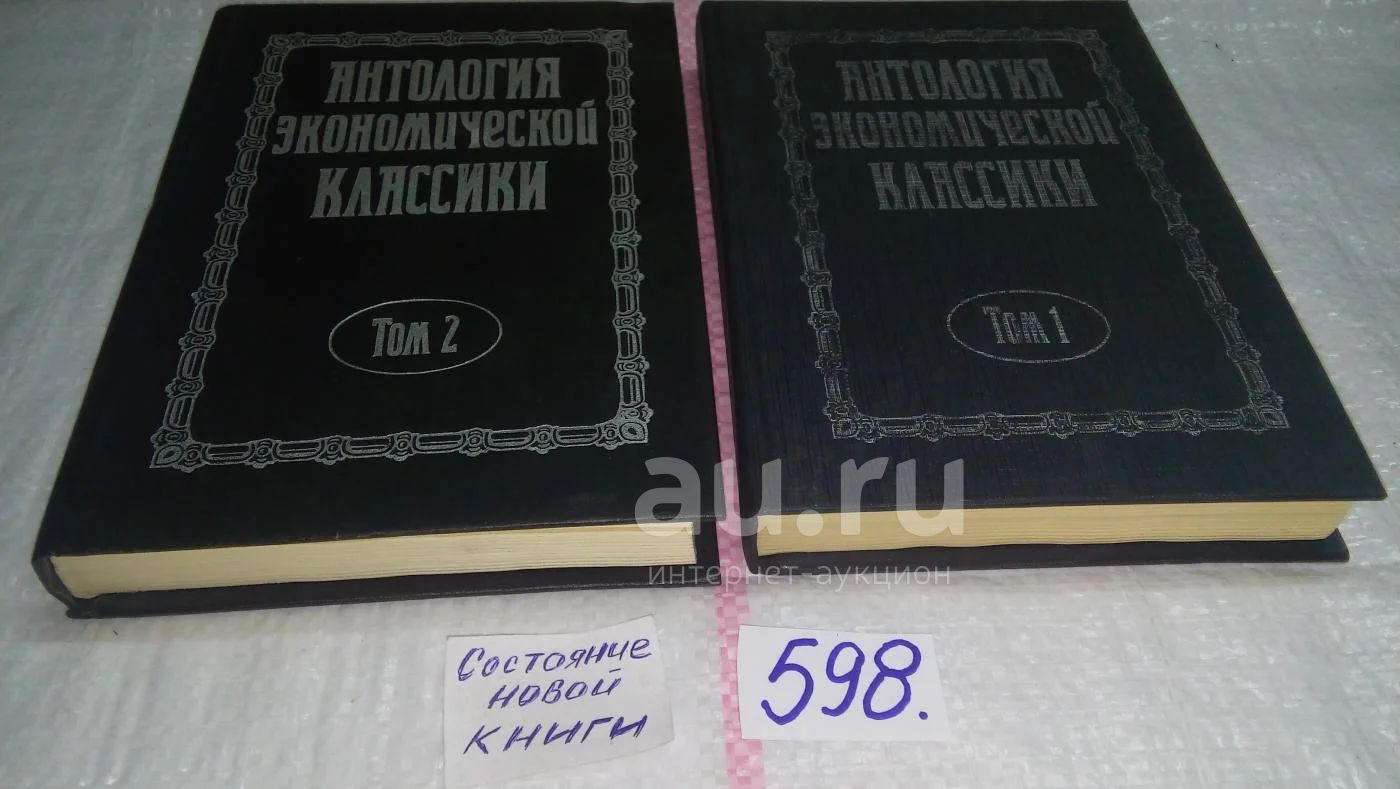 АНТОЛОГИЯ
ЭКОНОМИЧЕСКОЙ
КЛАССИКИ
Том 2
АНТОЛОГИЯ
ЭКОНОМИЧЕСКОЙ
КЛАССИКИ
Том 1
au.ru
интернет-аукцион
Состояние
новой
книги
598.